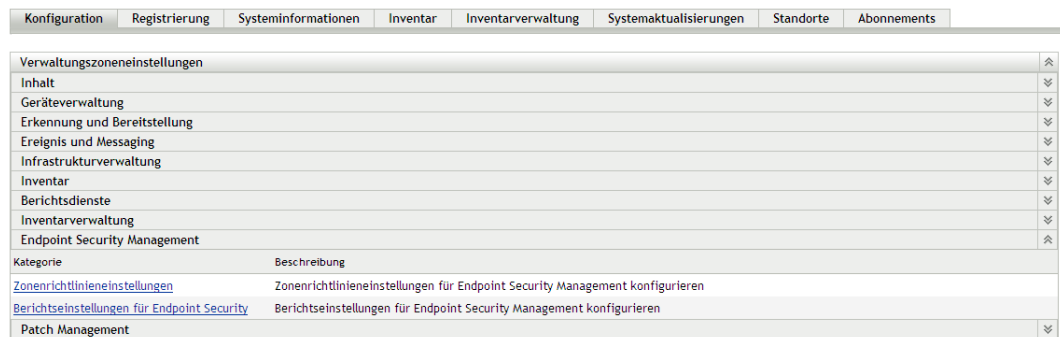 Konfiguration Registrierung Systeminformationen Inventar Inventarverwaltung Systemaktualisierungen Standorte Abonnements
Verwaltungszoneneinstellungen
Inhalt
Geräteverwaltung
Erkennung und Bereitstellung
Ereignis und Messaging
Infrastrukturverwaltung
Inventar
Berichtsdienste
Inventarverwaltung
Endpoint Security Management
Kategorie Beschreibung
Zonenrichtlinieneinstellungen Zonenrichtlinieneinstellungen für Endpoint Security Management konfigurieren
Berichtseinstellungen für Endpoint Security Berichtseinstellungen für Endpoint Security Management konfigurieren
Patch Management